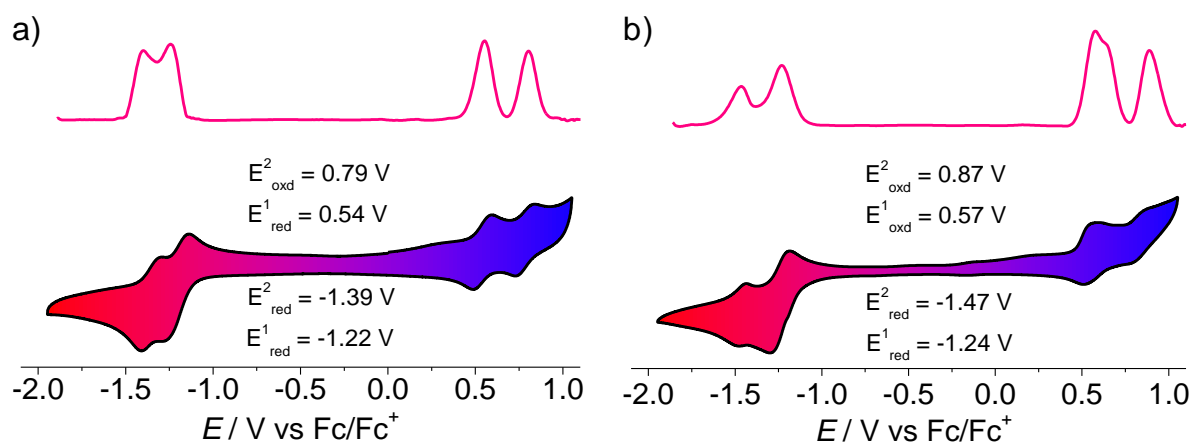 a)
E²oxd = 0.79 V
E¹red = 0.54 V
E²red = -1.39 V
E¹red = -1.22 V
-2.0 -1.5 -1.0 -0.5 0.0 0.5 1.0
E / V vs Fc/Fc⁺
b)
E²oxd = 0.87 V
E¹oxd = 0.57 V
E²red = -1.47 V
E¹red = -1.24 V
-2.0 -1.5 -1.0 -0.5 0.0 0.5 1.0
E / V vs Fc/Fc⁺